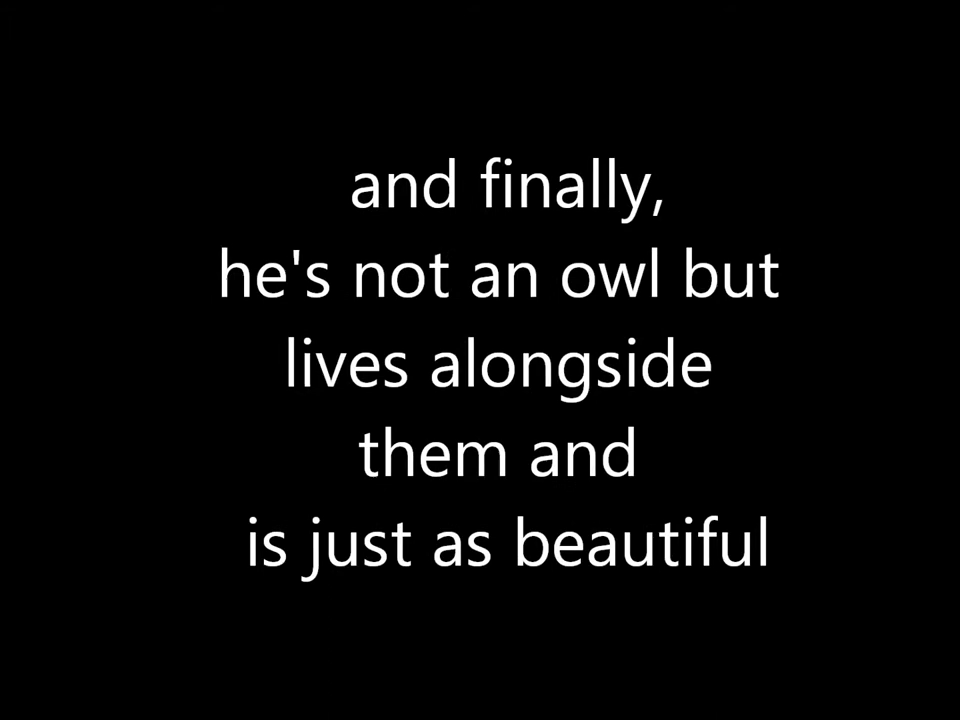 and finally,
he's not an owl but
lives alongside
them and
is just as beautiful